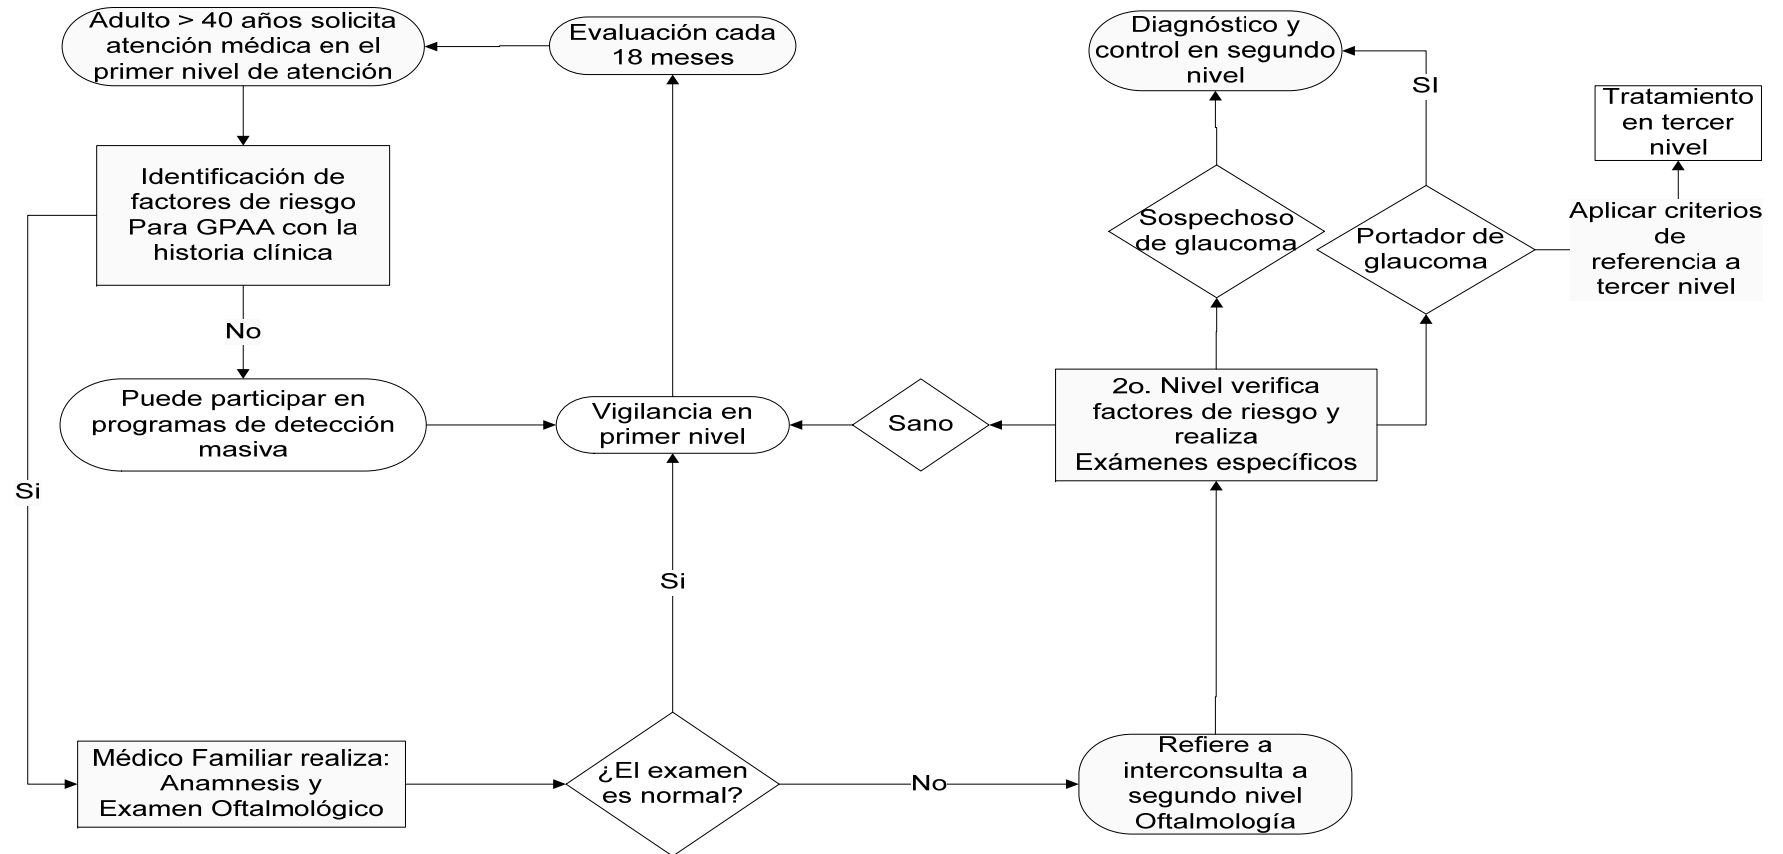 Adulto > 40 años solicita
atención médica en el
primer nivel de atención
Evaluación cada
18 meses
Diagnóstico y
control en segundo
nivel
SI
Tratamiento
en tercer
nivel
Identificación de
factores de riesgo
Para GPAA con la
historia clínica
Sospechoso
de glaucoma
Portador de
glaucoma
Aplicar criterios
de
referencia a
tercer nivel
No
Puede participar en
programas de detección
masiva
Vigilancia en
primer nivel
Sano
2o. Nivel verifica
factores de riesgo y
realiza
Exámenes específicos
Si
Si
Médico Familiar realiza:
Anamnesis y
Examen Oftalmológico
¿El examen
es normal?
No
Refiere a
interconsulta a
segundo nivel
Oftalmología